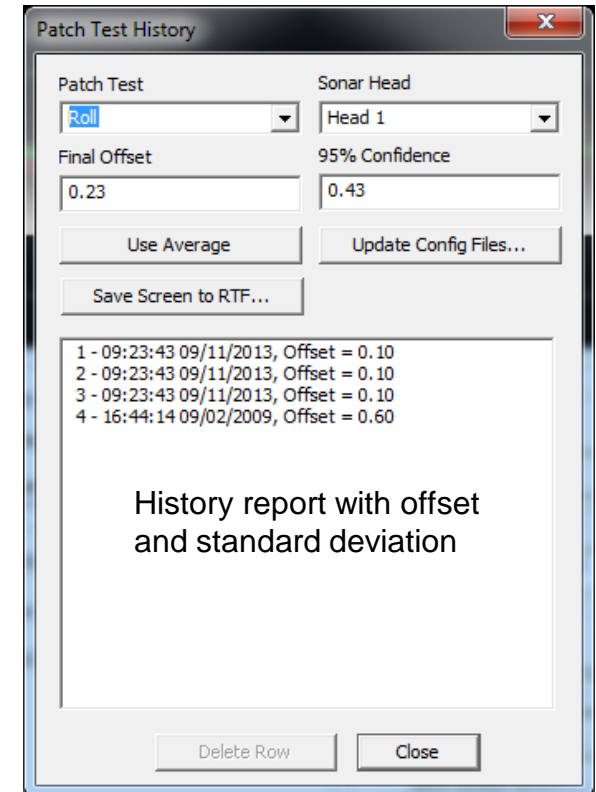 Patch Test History
Patch Test
Sonar Head
Roll
Head 1
Final Offset
95% Confidence
0.23
0.43
Use Average
Update Config Files...
Save Screen to RTF...
1 - 09:23:43 09/11/2013, Offset = 0.10
2 - 09:23:43 09/11/2013, Offset = 0.10
3 - 09:23:43 09/11/2013, Offset = 0.10
4 - 16:44:14 09/02/2009, Offset = 0.60
History report with offset
and standard deviation
Delete Row
Close